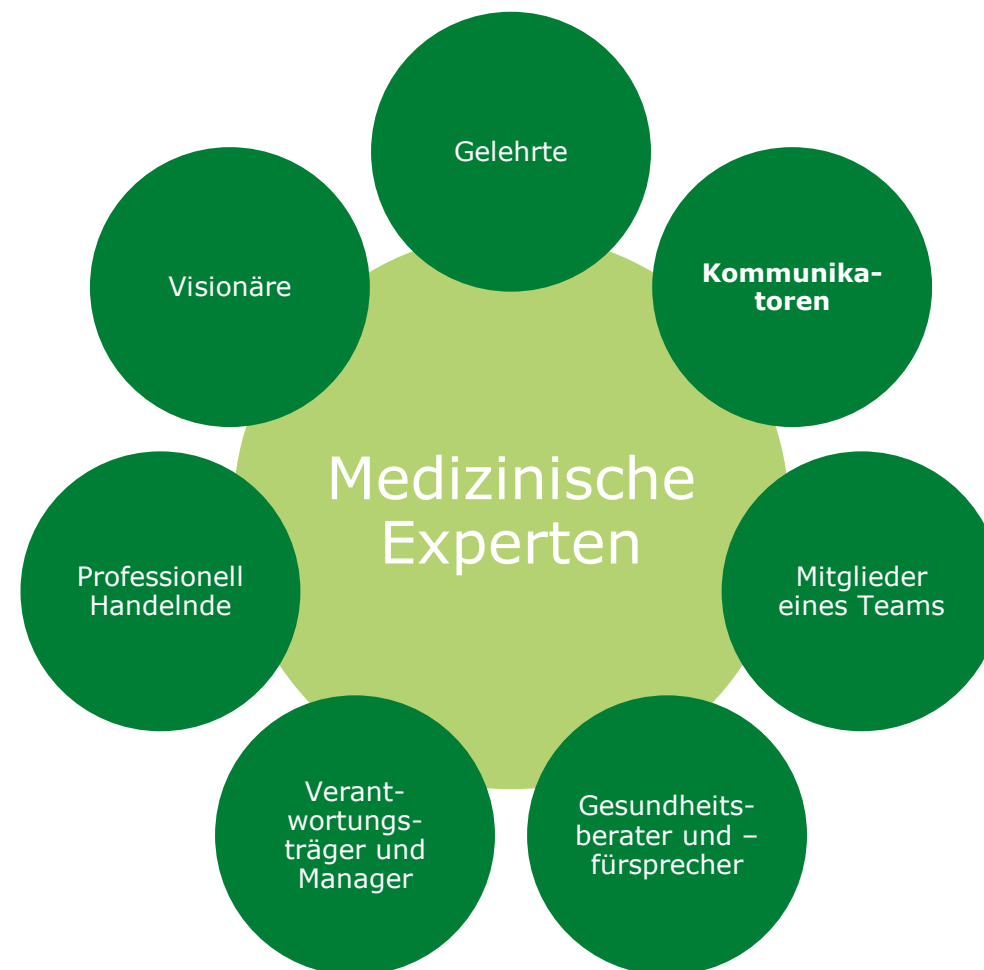 Gelehrte
Visionäre
Kommunika-
toren
Medizinische
Experten
Professionell
Handelnde
Mitglieder
eines Teams
Verant-
wortungs-
träger und
Manager
Gesundheits-
berater und –
fürsprecher